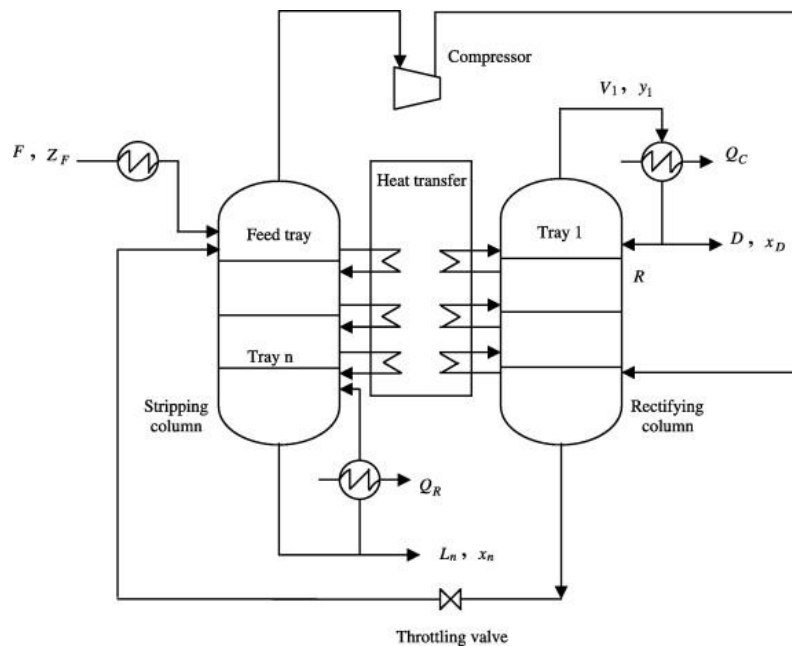 Compressor
V1, y1
F, ZF
QC
Heat transfer
Feed tray
Tray 1
D, xD
R
Tray n
Stripping
column
Rectifying
column
QR
Ln, xn
Throttling valve